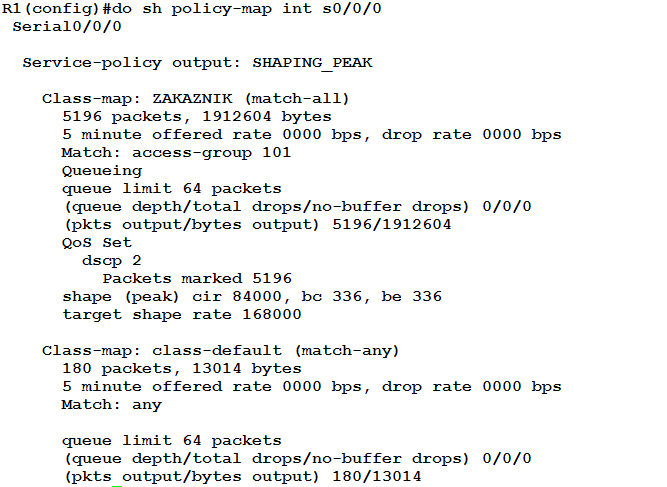 R1(config)#do sh policy-map int s0/0/0
Serial0/0/0
Service-policy output: SHAPING_PEAK
Class-map: ZAKAZNIK (match-all)
5196 packets, 1912604 bytes
5 minute offered rate 0000 bps, drop rate 0000 bps
Match: access-group 101
Queueing
queue limit 64 packets
(queue depth/total drops/no-buffer drops) 0/0/0
(pkts output/bytes output) 5196/1912604
QoS Set
dscp 2
Packets marked 5196
shape (peak) cir 84000, bc 336, be 336
target shape rate 168000
Class-map: class-default (match-any)
180 packets, 13014 bytes
5 minute offered rate 0000 bps, drop rate 0000 bps
Match: any
queue limit 64 packets
(queue depth/total drops/no-buffer drops) 0/0/0
(pkts output/bytes output) 180/13014